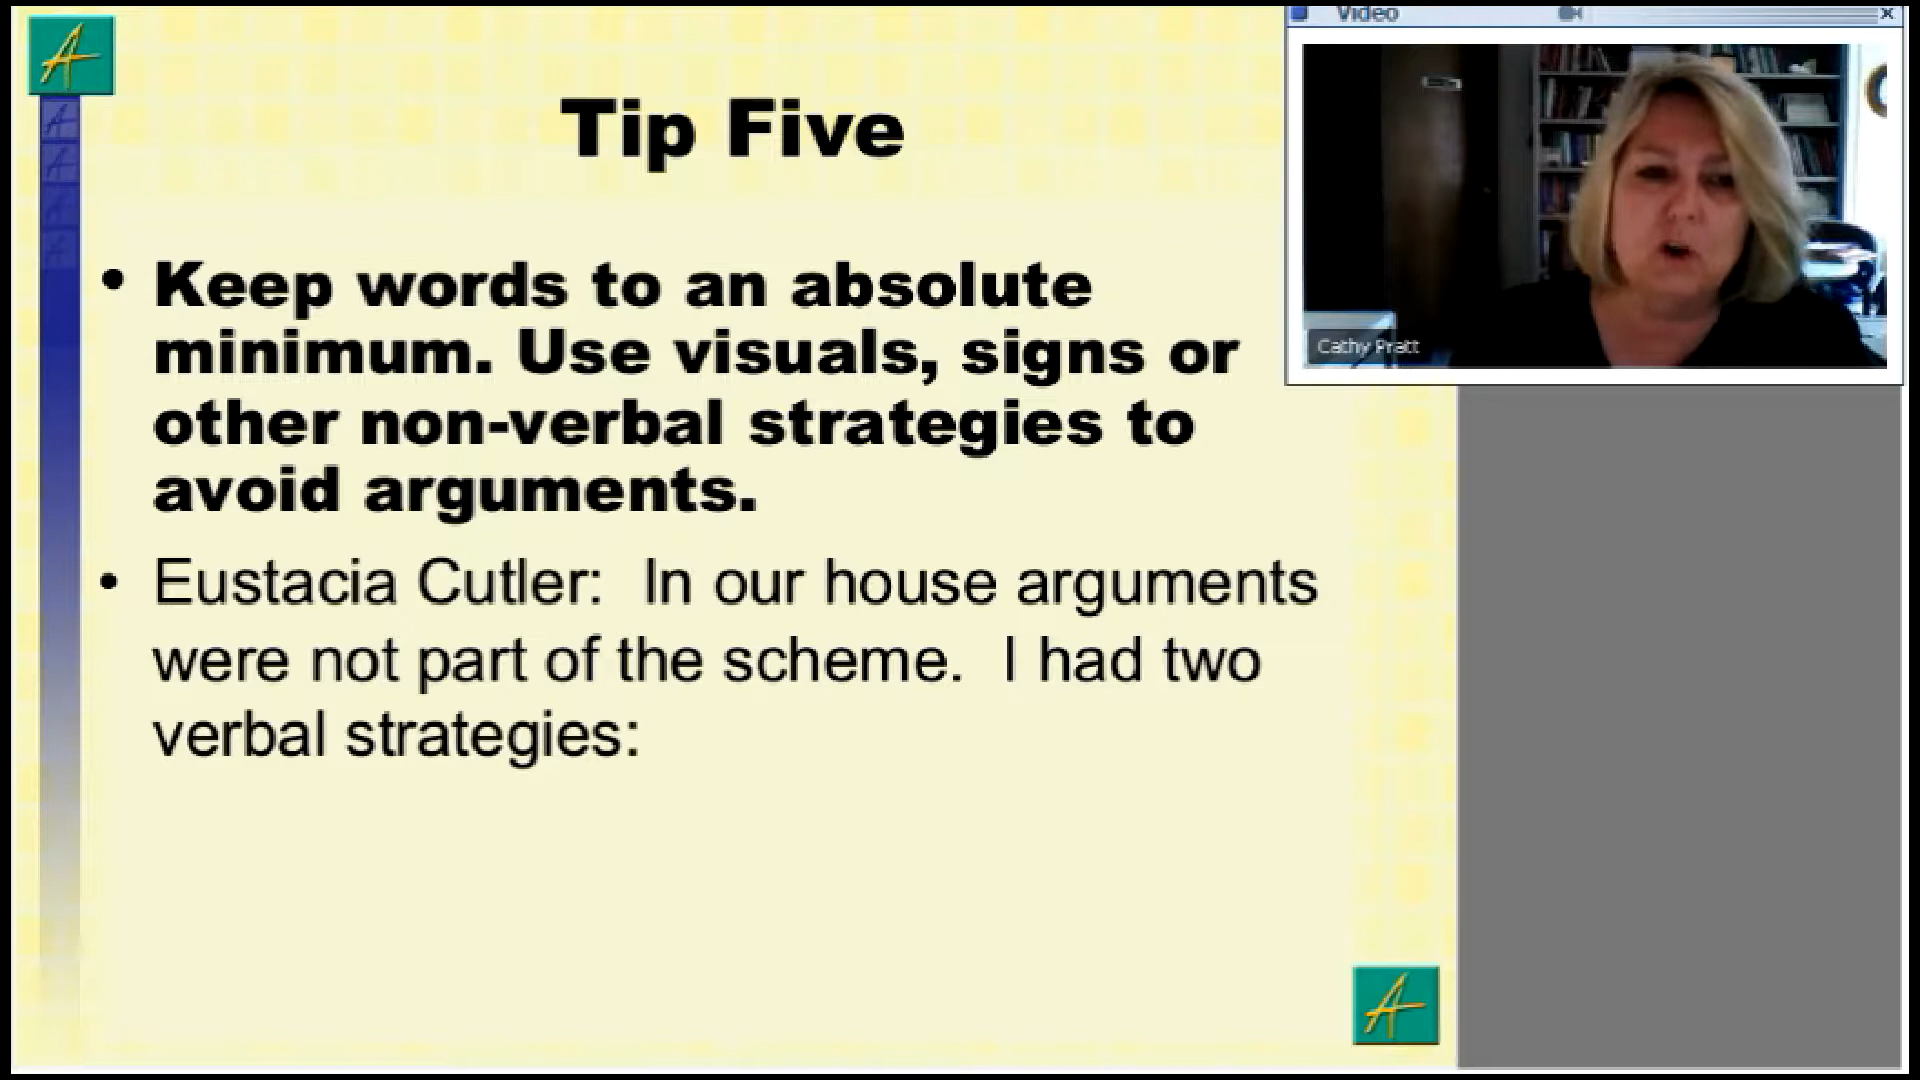 Video
Tip Five
• Keep words to an absolute
minimum. Use visuals, signs or
other non-verbal strategies to
avoid arguments.
Cathy Pratt
• Eustacia Cutler:  In our house arguments
were not part of the scheme.  I had two
verbal strategies: